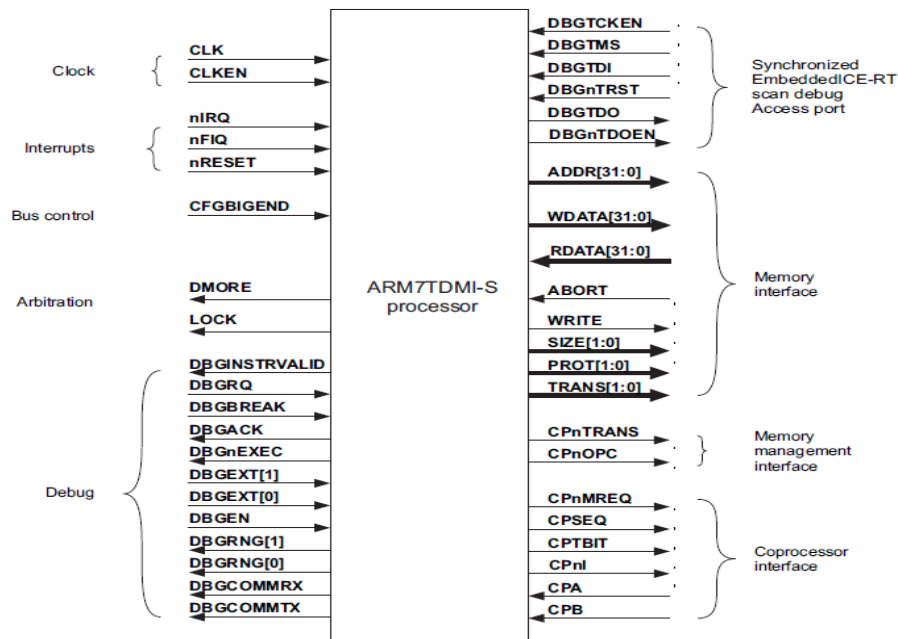 Clock
CLK
CLKEN
Interrupts
nIRQ
nFIQ
nRESET
Bus control
CFGBIGEND
Arbitration
DMORE
LOCK
Debug
DBGINSTRVALID
DBGRQ
DBGBREAK
DBGACK
DBGnEXEC
DBGEXT[1]
DBGEXT[0]
DBGEN
DBGRNG[1]
DBGRNG[0]
DBGCOMMRX
DBGCOMMTX
ARM7TDMI-S
processor
DBGTCKEN
DBGTMS
DBGTDI
DBGnTRST
DBGTDO
DBGnTDOEN
Synchronized
EmbeddedICE-RT
scan debug
Access port
ADDR[31:0]
WDATA[31:0]
RDATA[31:0]
ABORT
WRITE
SIZE[1:0]
PROT[1:0]
TRANS[1:0]
Memory
interface
CPnTRANS
CPnOPC
Memory
management
interface
CPnMREQ
CPSEQ
CPTBIT
CPnI
CPA
CPB
Coprocessor
interface